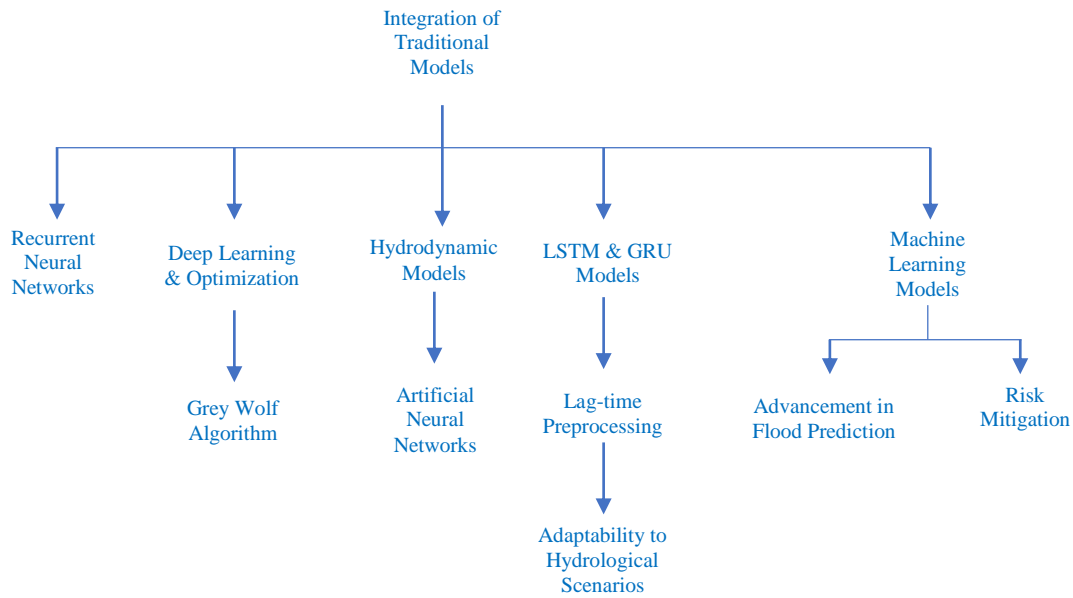 Integration of
Traditional
Models
Recurrent
Neural
Networks
Deep Learning
& Optimization
Hydrodynamic
Models
LSTM & GRU
Models
Machine
Learning
Models
Grey Wolf
Algorithm
Artificial
Neural
Networks
Lag-time
Preprocessing
Advancement in
Flood Prediction
Risk
Mitigation
Adaptability to
Hydrological
Scenarios